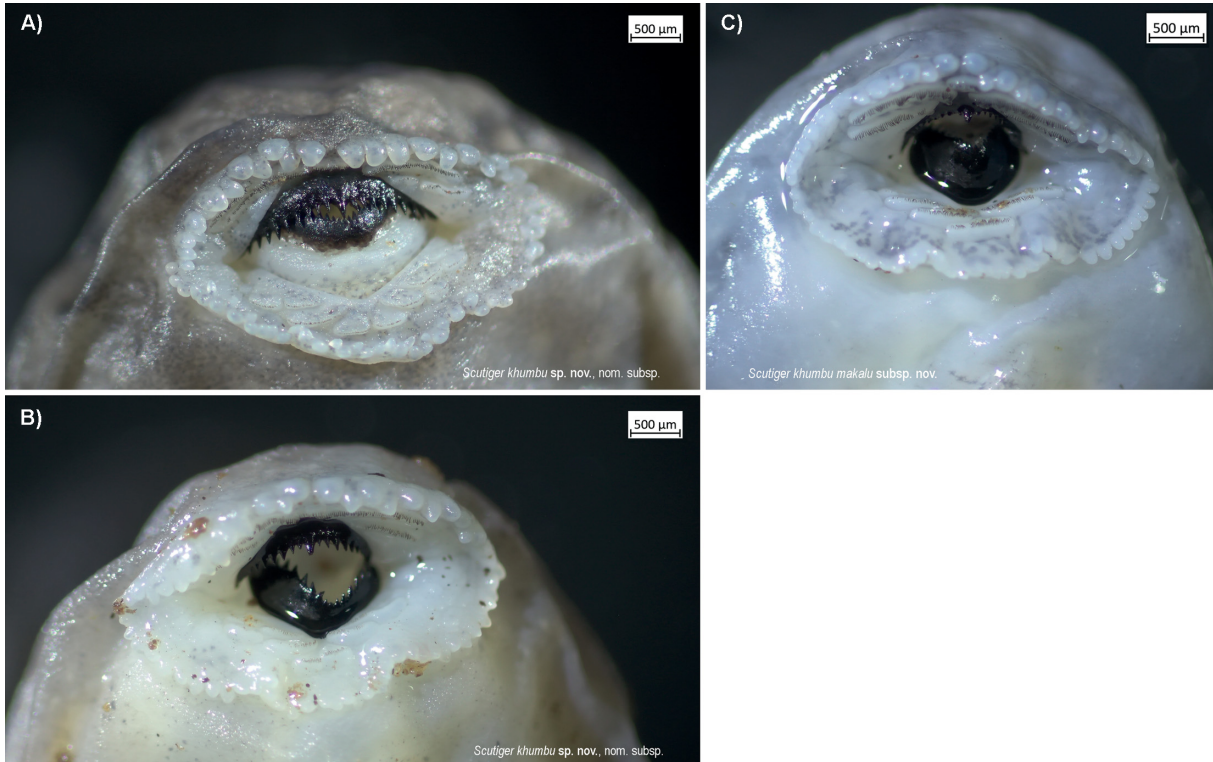 A)
500 µm
Scutiger khumbu sp. nov., nom. subsp.
C)
500 µm
Scutiger khumbu makalu subsp. nov.
B)
500 µm
Scutiger khumbu sp. nov., nom. subsp.